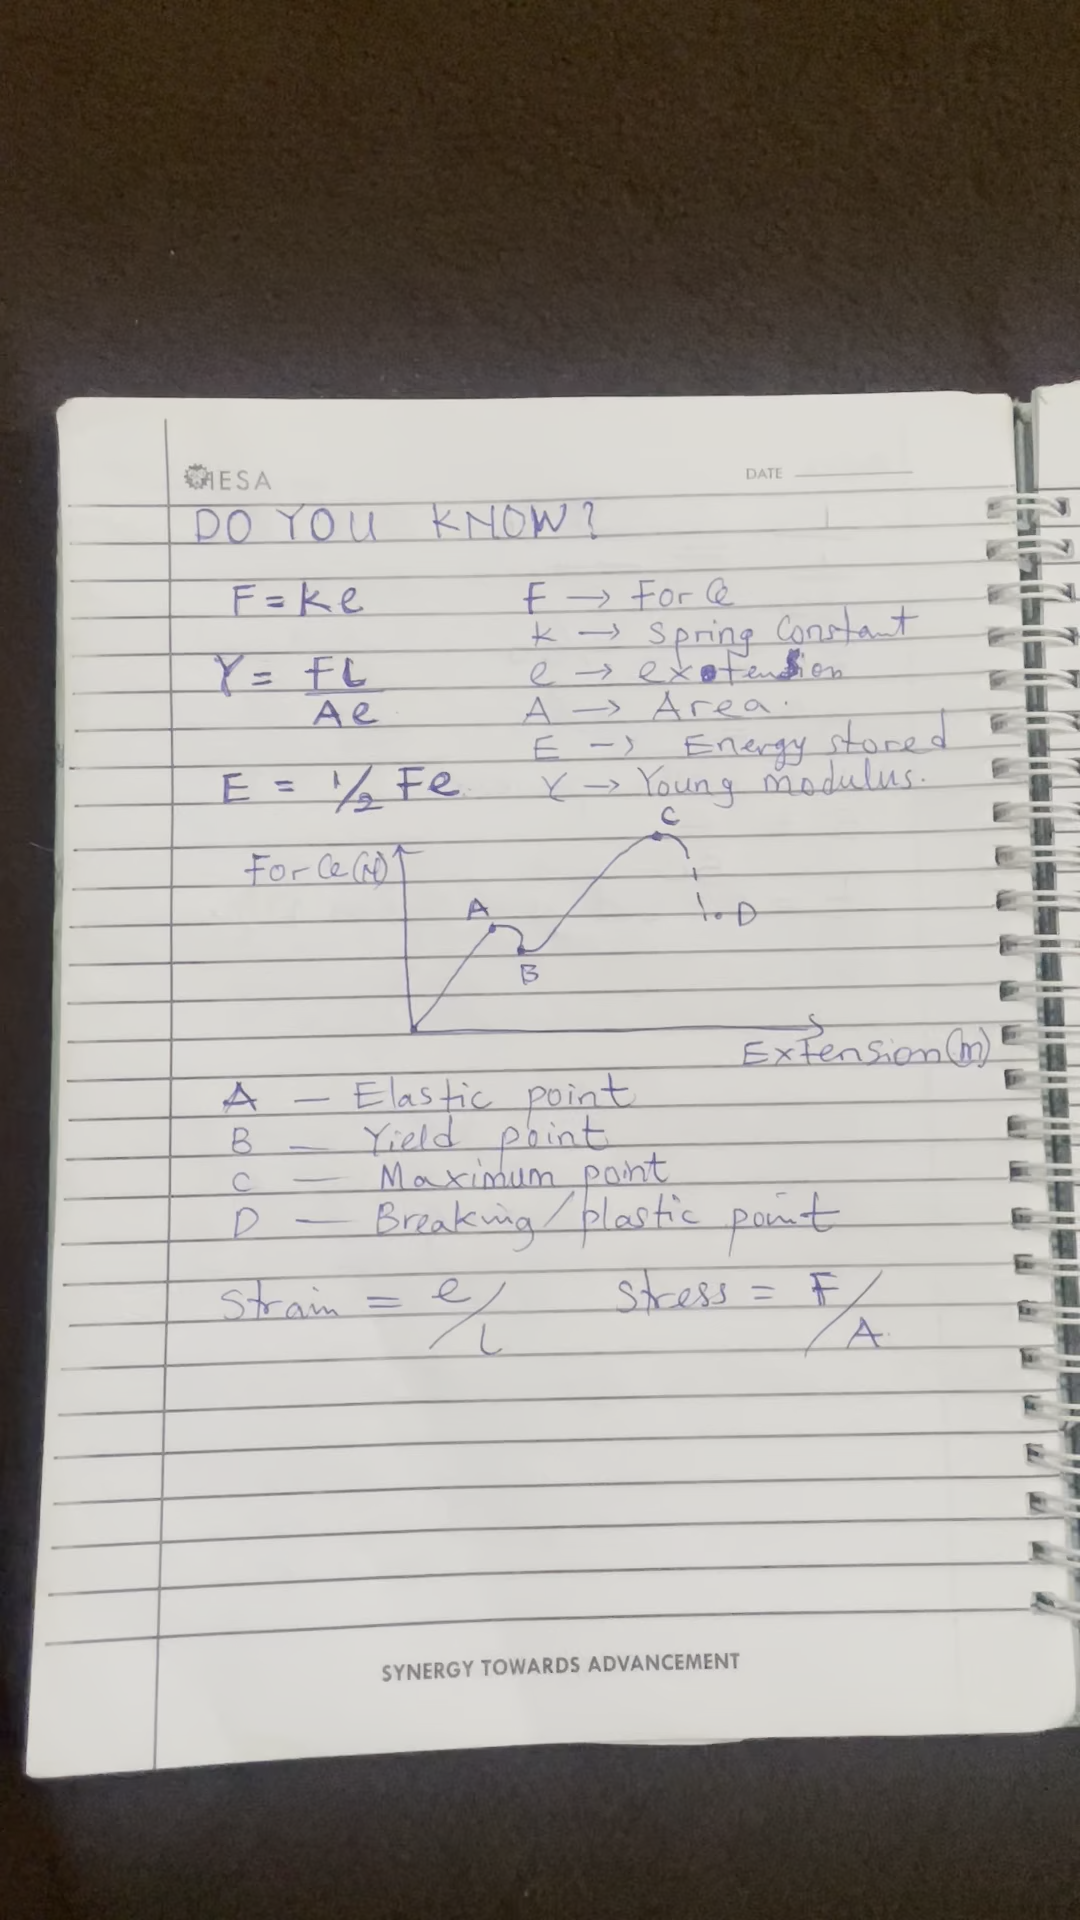 IESA
DATE
DO YOU KNOW?
F = ke
F → Force
k → Spring Constant
Y = FL
Ae
e → extension
A → Area.
E → Energy stored
E = 1/2 Fe.
Y → Young modulus.
C
Force (N)
A
D
B
Extension (m)
A — Elastic point
B — Yield point
C — Maximum point
D — Breaking/plastic point
Strain = e/L Stress = F/A.
SYNERGY TOWARDS ADVANCEMENT